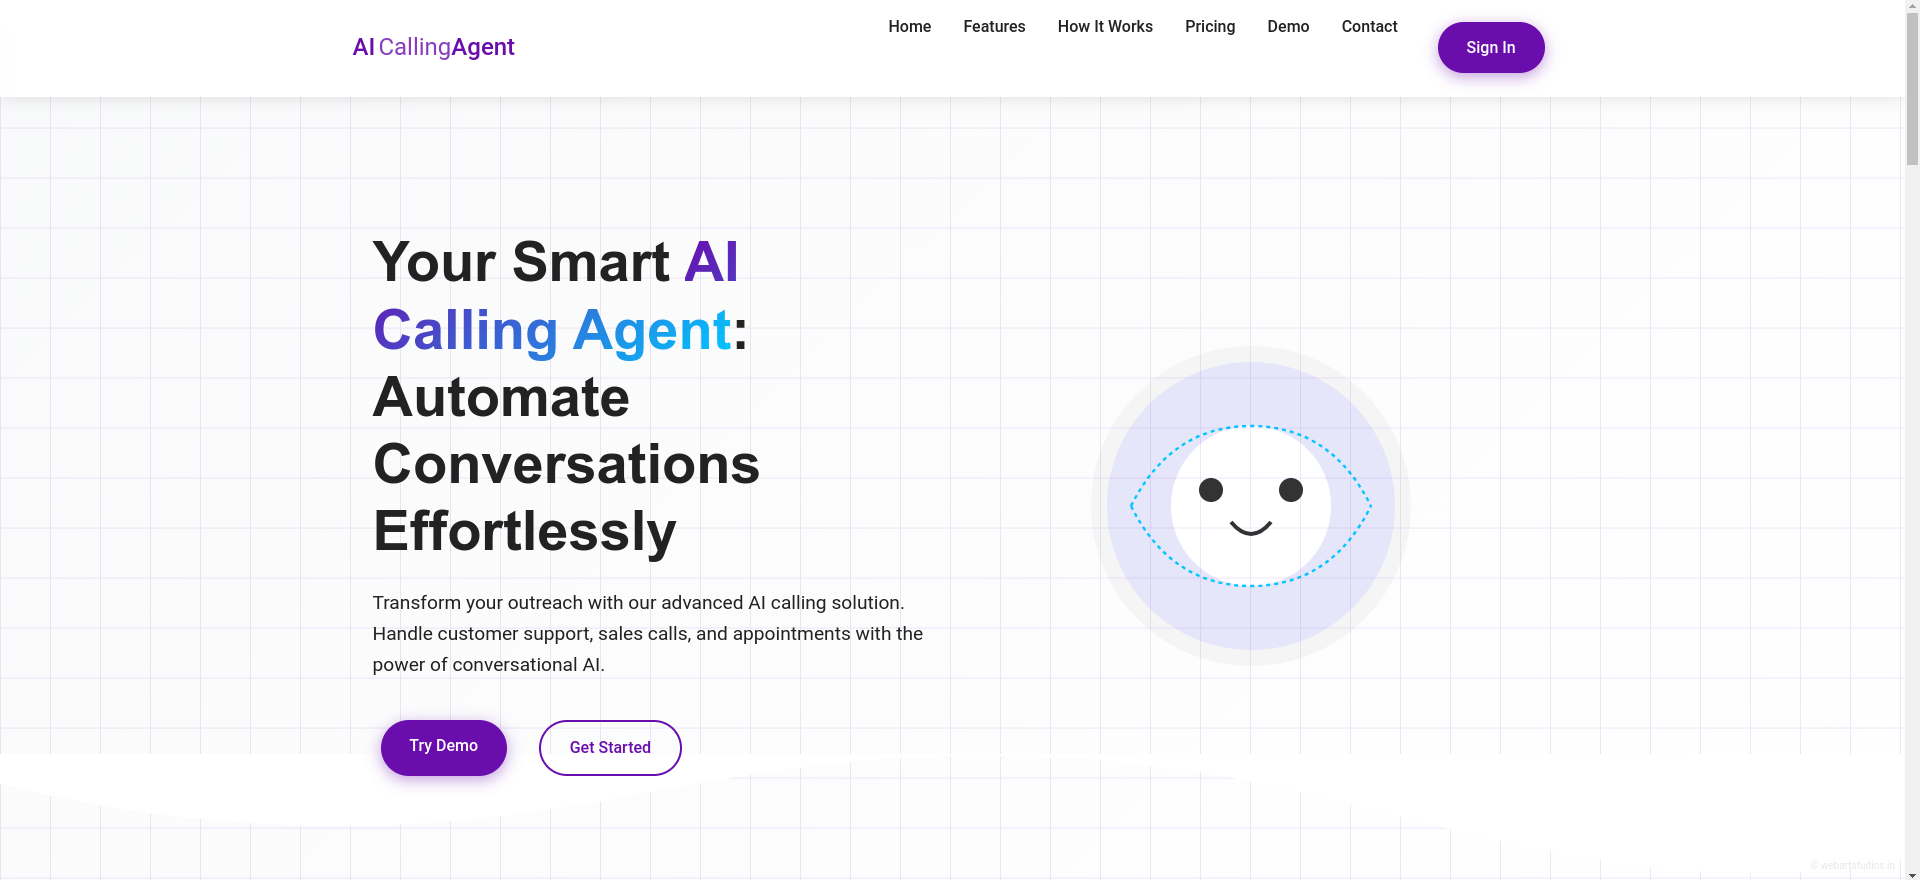 AI CallingAgent
Home Features How It Works Pricing Demo Contact Sign In
Your Smart AI
Calling Agent:
Automate
Conversations
Effortlessly
Transform your outreach with our advanced AI calling solution.
Handle customer support, sales calls, and appointments with the
power of conversational AI.
Try Demo Get Started
© webartstudios.in